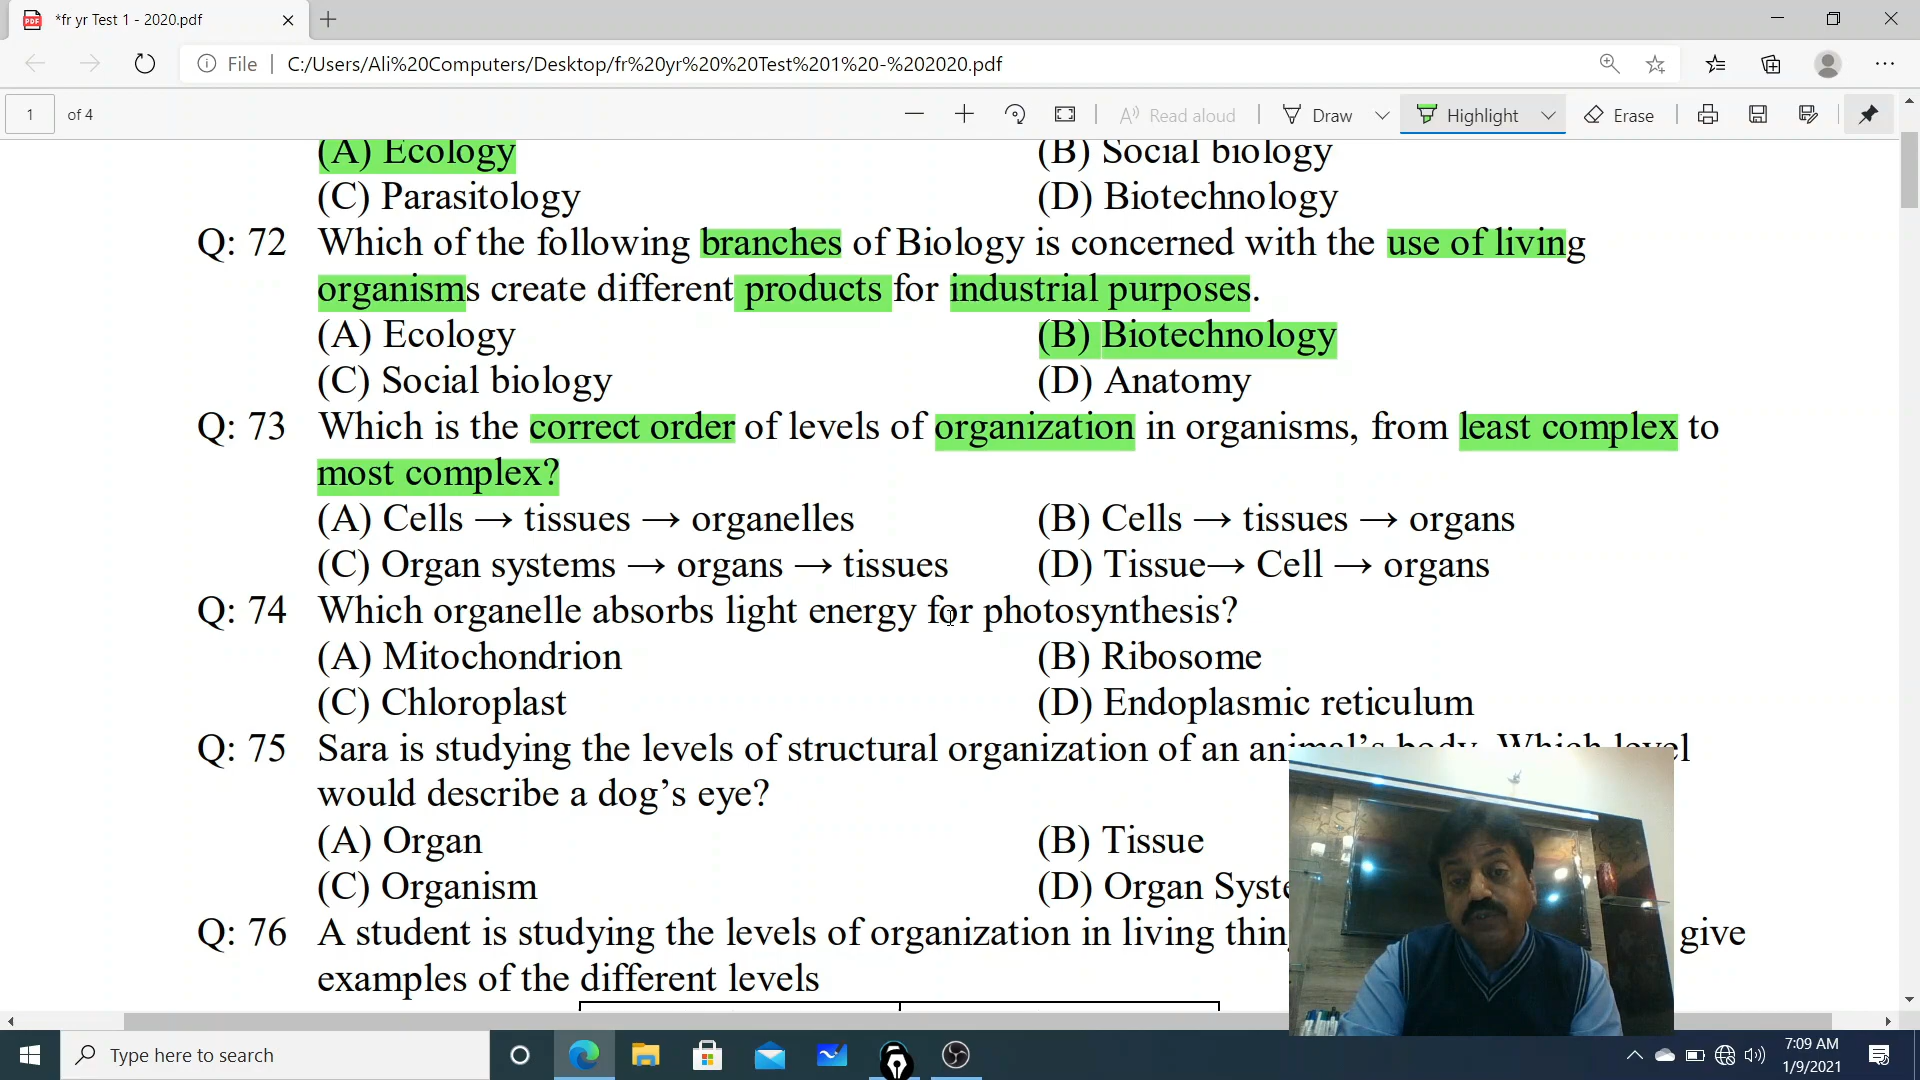 *fr yr Test 1 - 2020.pdf
File
C:/Users/Ali%20Computers/Desktop/fr%20yr%20%20Test%201%20-%202020.pdf
1 of 4
Read aloud
Draw
Highlight
Erase
(A) Ecology (B) Social biology
(C) Parasitology (D) Biotechnology
Q: 72 Which of the following branches of Biology is concerned with the use of living
organisms create different products for industrial purposes.
(A) Ecology (B) Biotechnology
(C) Social biology (D) Anatomy
Q: 73 Which is the correct order of levels of organization in organisms, from least complex to
most complex?
(A) Cells → tissues → organelles (B) Cells → tissues → organs
(C) Organ systems → organs → tissues (D) Tissue→ Cell → organs
Q: 74 Which organelle absorbs light energy for photosynthesis?
(A) Mitochondrion (B) Ribosome
(C) Chloroplast (D) Endoplasmic reticulum
Q: 75 Sara is studying the levels of structural organization of an animal's body. Which level
would describe a dog's eye?
(A) Organ (B) Tissue
(C) Organism (D) Organ
Q: 76 A student is studying the levels of organization in living give
examples of the different levels
Type here to search
7:09 AM
1/9/2021